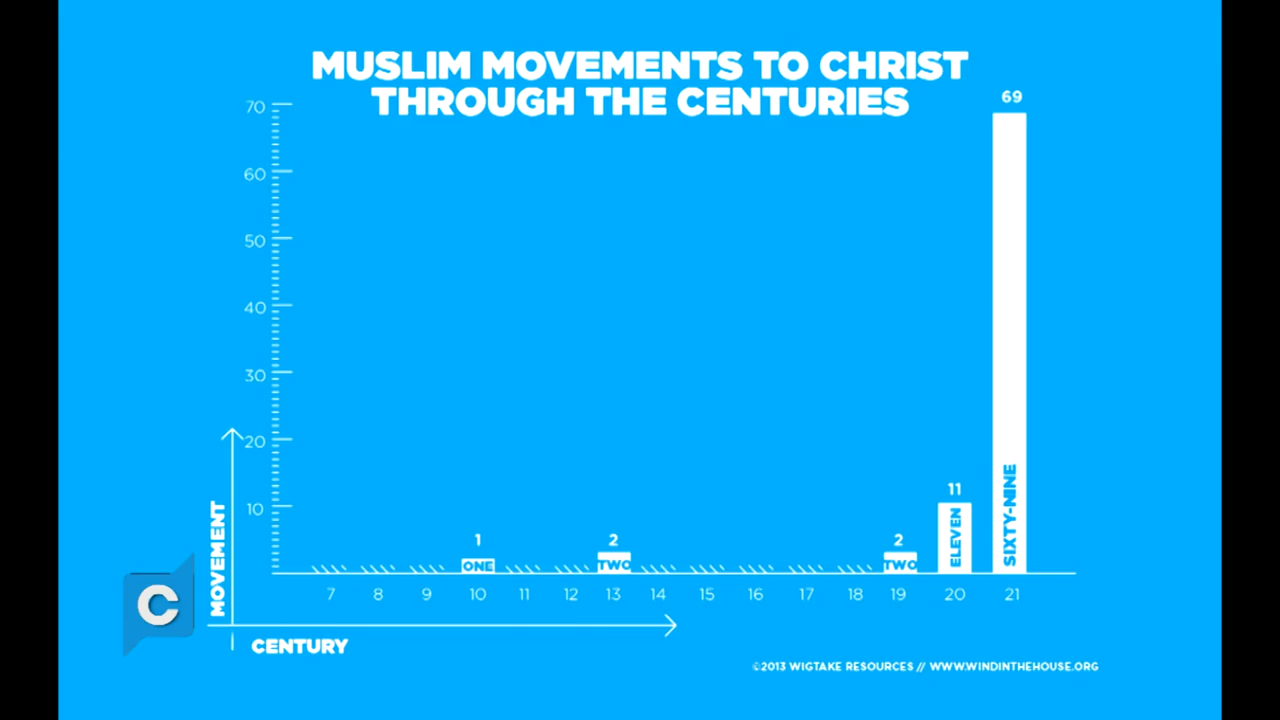 MUSLIM MOVEMENTS TO CHRIST
THROUGH THE CENTURIES
70
60
50
40
30
20
10
1
ONE
2
TWO
2
TWO
11
ELEVEN
69
SIXTY-NINE
7 8 9 10 11 12 13 14 15 16 17 18 19 20 21
MOVEMENT
CENTURY
C
©2013 WIGTAKE RESOURCES // WWW.WINDINTHEHOUSE.ORG